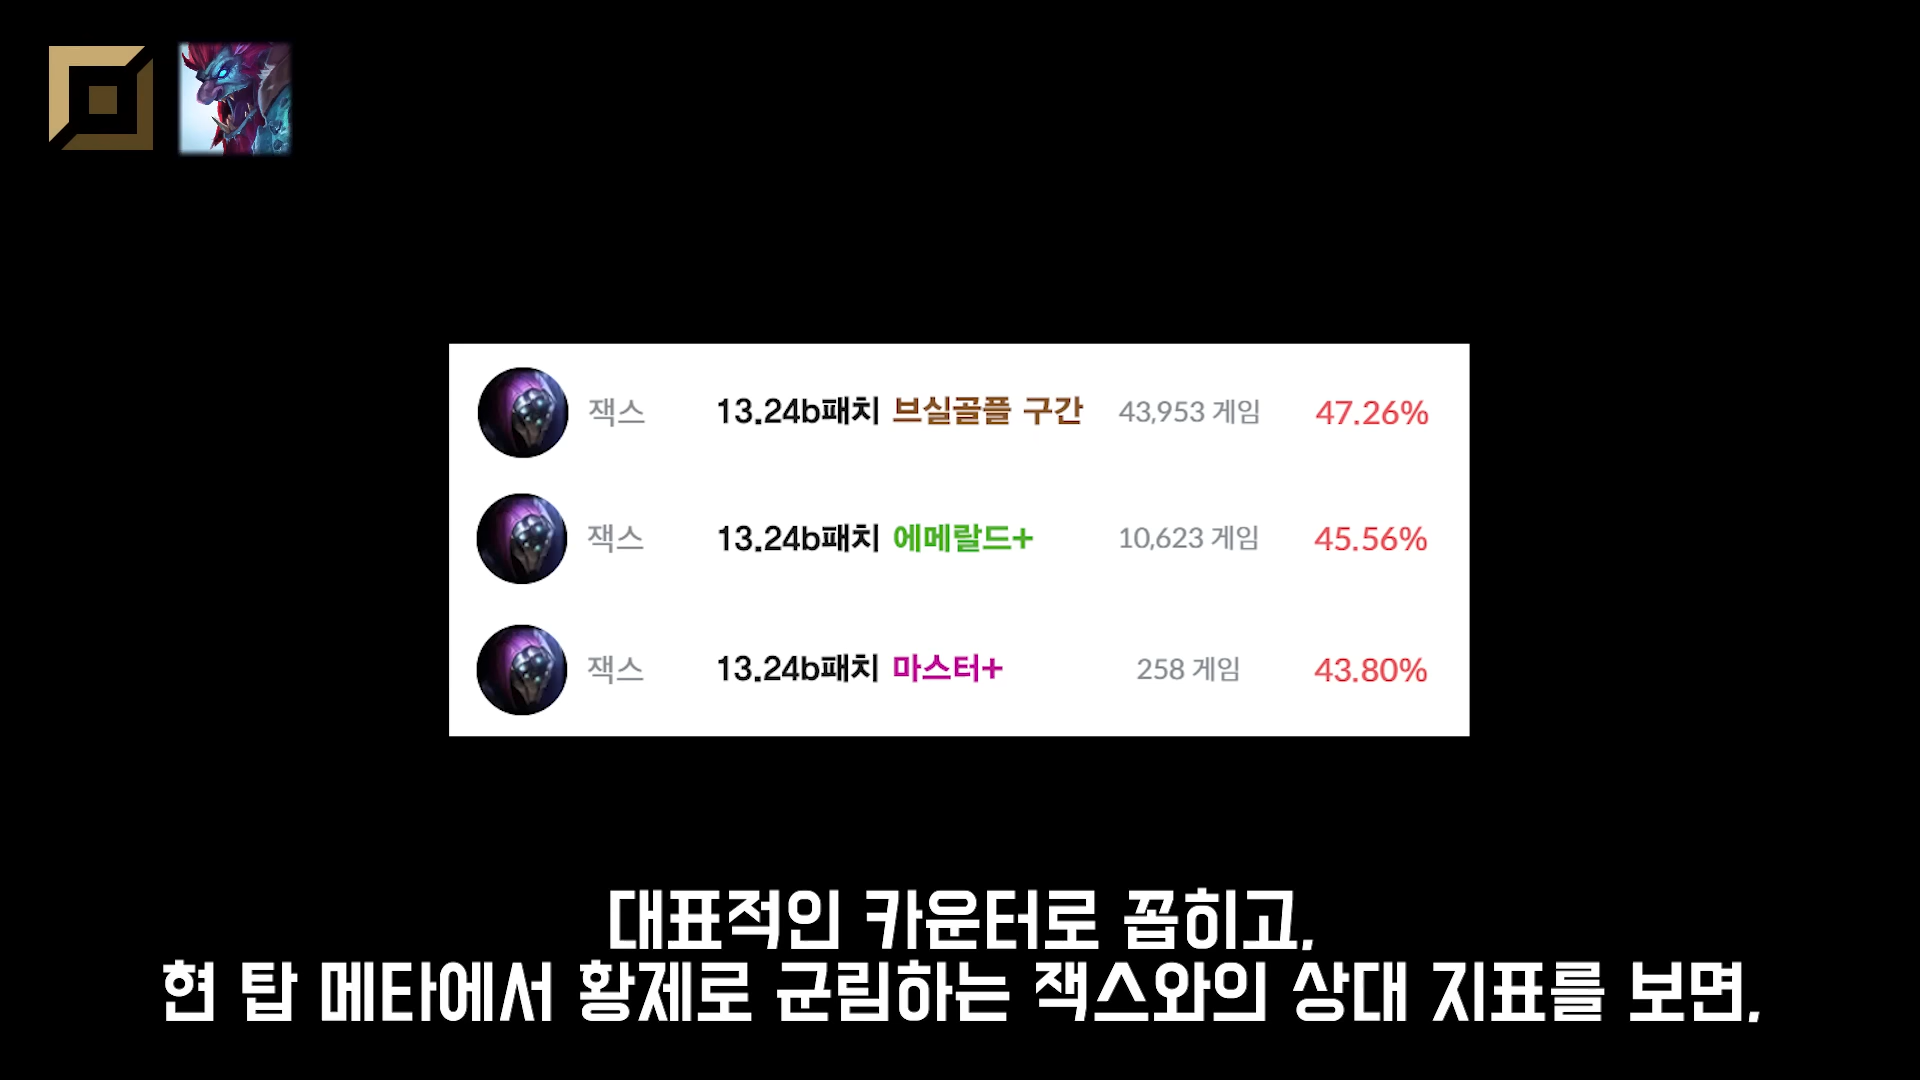 잭스 13.24b패치 브실골플 구간 43,953 게임 47.26%
잭스 13.24b패치 에메랄드+ 10,623 게임 45.56%
잭스 13.24b패치 마스터+ 258 게임 43.80%
대표적인 카운터로 꼽히고,
현 탑 메타에서 황제로 군림하는 잭스와의 상대 지표를 보면,